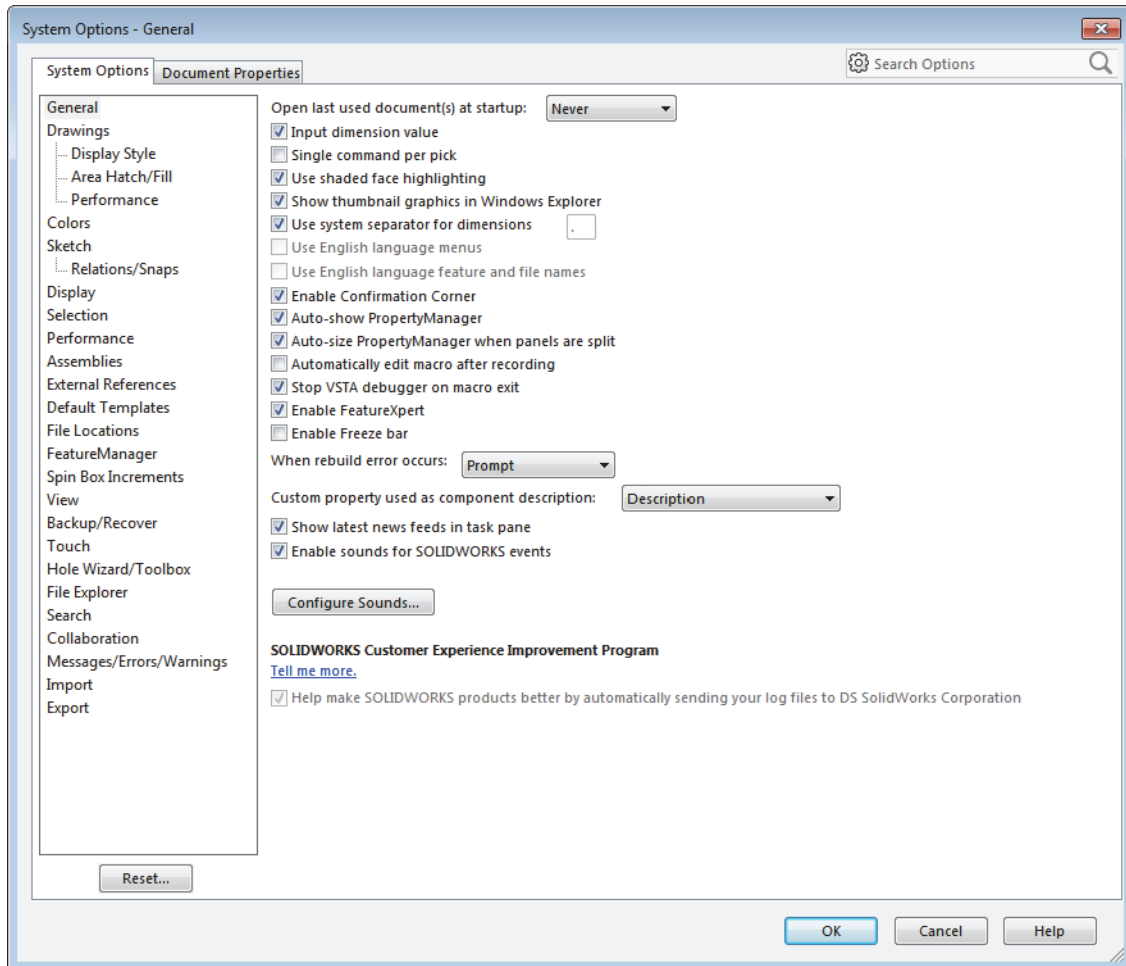 System Options - General
System Options
Document Properties
Search Options
General
Drawings
Display Style
Area Hatch/Fill
Performance
Colors
Sketch
Relations/Snaps
Display
Selection
Performance
Assemblies
External References
Default Templates
File Locations
FeatureManager
Spin Box Increments
View
Backup/Recover
Touch
Hole Wizard/Toolbox
File Explorer
Search
Collaboration
Messages/Errors/Warnings
Import
Export
Reset...
Open last used document(s) at startup: Never
Input dimension value
Single command per pick
Use shaded face highlighting
Show thumbnail graphics in Windows Explorer
Use system separator for dimensions .
Use English language menus
Use English language feature and file names
Enable Confirmation Corner
Auto-show PropertyManager
Auto-size PropertyManager when panels are split
Automatically edit macro after recording
Stop VSTA debugger on macro exit
Enable FeatureXpert
Enable Freeze bar
When rebuild error occurs: Prompt
Custom property used as component description: Description
Show latest news feeds in task pane
Enable sounds for SOLIDWORKS events
Configure Sounds...
SOLIDWORKS Customer Experience Improvement Program
Tell me more.
Help make SOLIDWORKS products better by automatically sending your log files to DS SolidWorks Corporation
OK
Cancel
Help